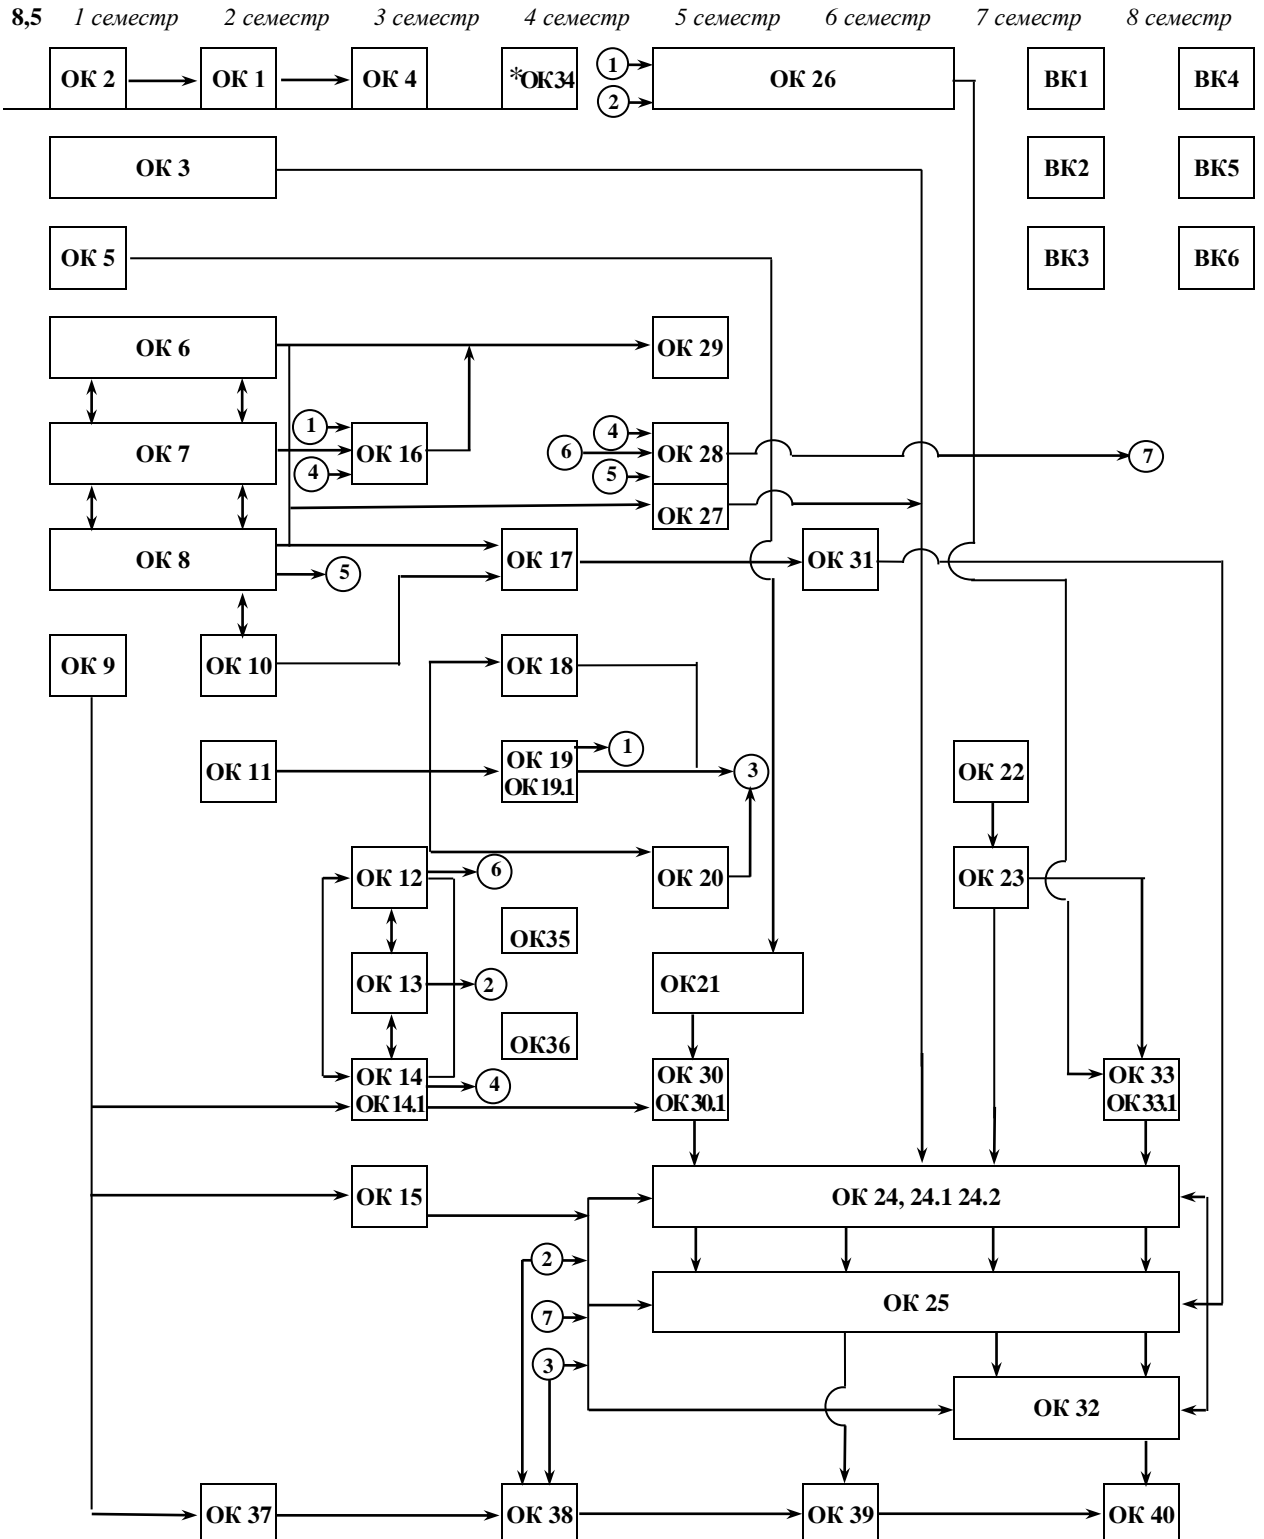 8,5 1 семестр 2 семестр 3 семестр 4 семестр 5 семестр 6 семестр 7 семестр 8 семестр
ОК 2 ОК 1 ОК 4 *ОК34 1 ОК 26 ВК1 ВК4
2
ОК 3 ВК2 ВК5
ОК 5 ВК3 ВК6
ОК 6 ОК 29
1 4
ОК 7 ОК 16 6 ОК 28 7
4 5
ОК 27
ОК 8 ОК 17 ОК 31
5
ОК 9 ОК 10 ОК 18
1
ОК 11 ОК 19 3 ОК 22
ОК 19.1
ОК 12 6 ОК 20 ОК 23
ОК35
ОК 13 2 ОК21
ОК36
ОК 14 4 ОК 30 ОК 33
ОК 14.1 ОК 30.1 ОК 33.1
ОК 15 ОК 24, 24.1 24.2
2
ОК 25
7
3
ОК 32
ОК 37 ОК 38 ОК 39 ОК 40